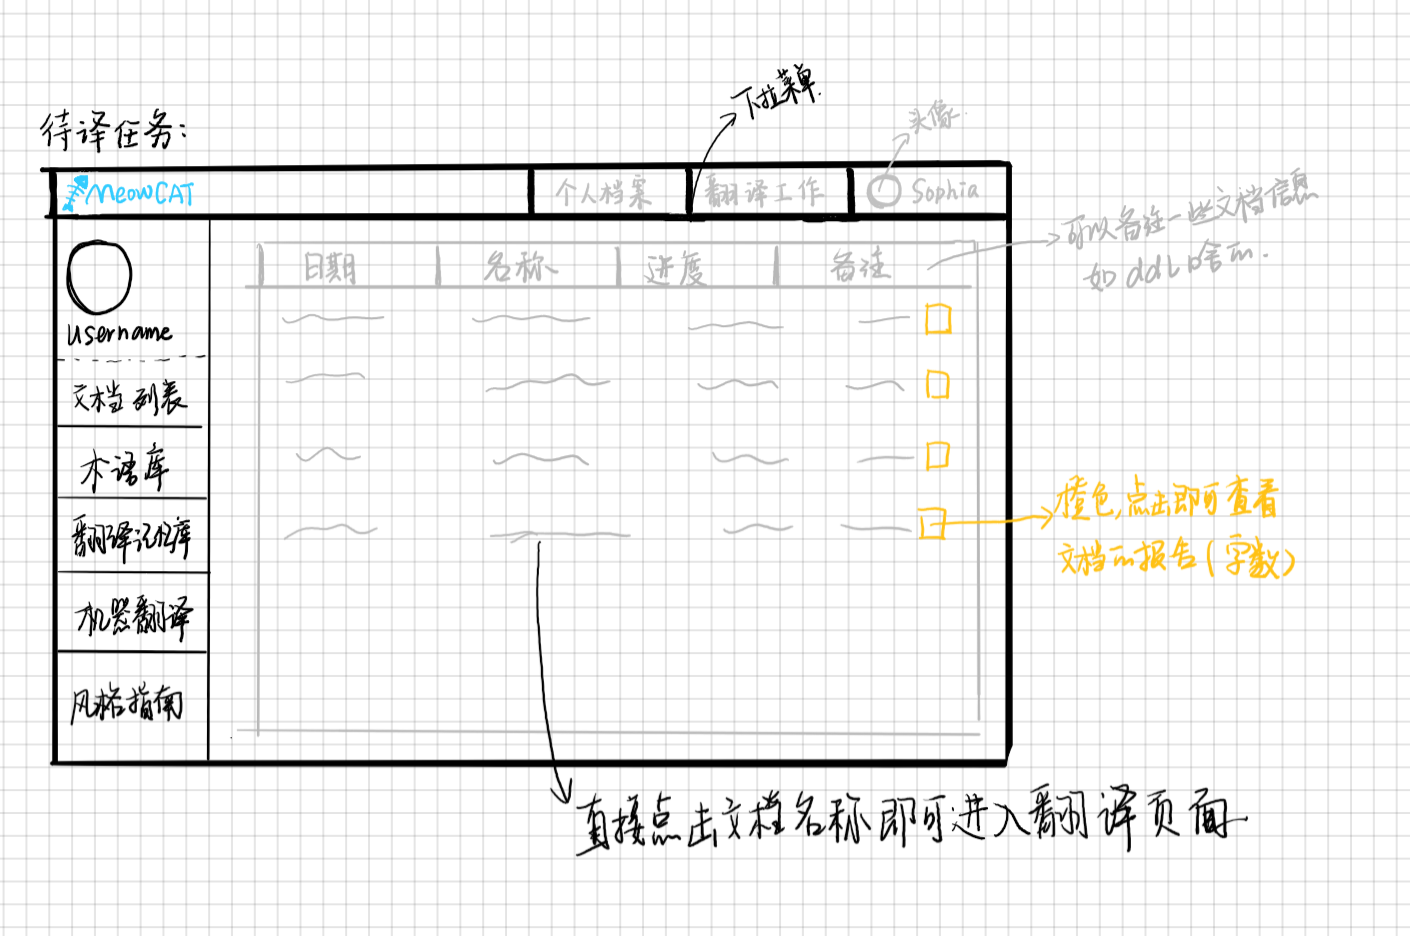 下拉菜单.
头像.
待译任务:
MeowCAT
个人档案
翻译工作
Sophia
可以备注一些文档信息
如ddl啥的.
username
日期
名称
进度
备注
文档列表
术语库
翻译记忆库
机器翻译
风格指南
橙色,点击即可查看
文档的报告(字数)
直接点击文档名称即可进入翻译页面